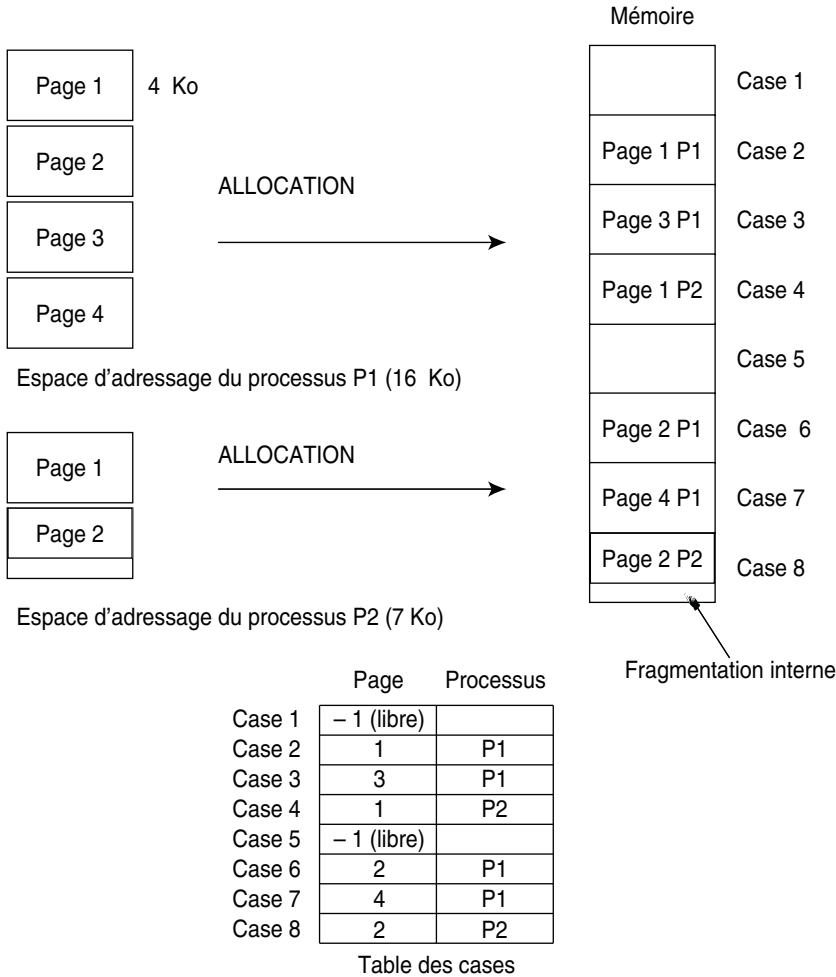 Mémoire
Page 1 4 Ko
Page 2
Page 3
Page 4
ALLOCATION
Espace d'adressage du processus P1 (16 Ko)
Page 1
Page 2
ALLOCATION
Espace d'adressage du processus P2 (7 Ko)
Case 1
Page 1 P1 Case 2
Page 3 P1 Case 3
Page 1 P2 Case 4
Case 5
Page 2 P1 Case 6
Page 4 P1 Case 7
Page 2 P2 Case 8
Fragmentation interne
Page Processus
Case 1 – 1 (libre)
Case 2 1 P1
Case 3 3 P1
Case 4 1 P2
Case 5 – 1 (libre)
Case 6 2 P1
Case 7 4 P1
Case 8 2 P2
Table des cases